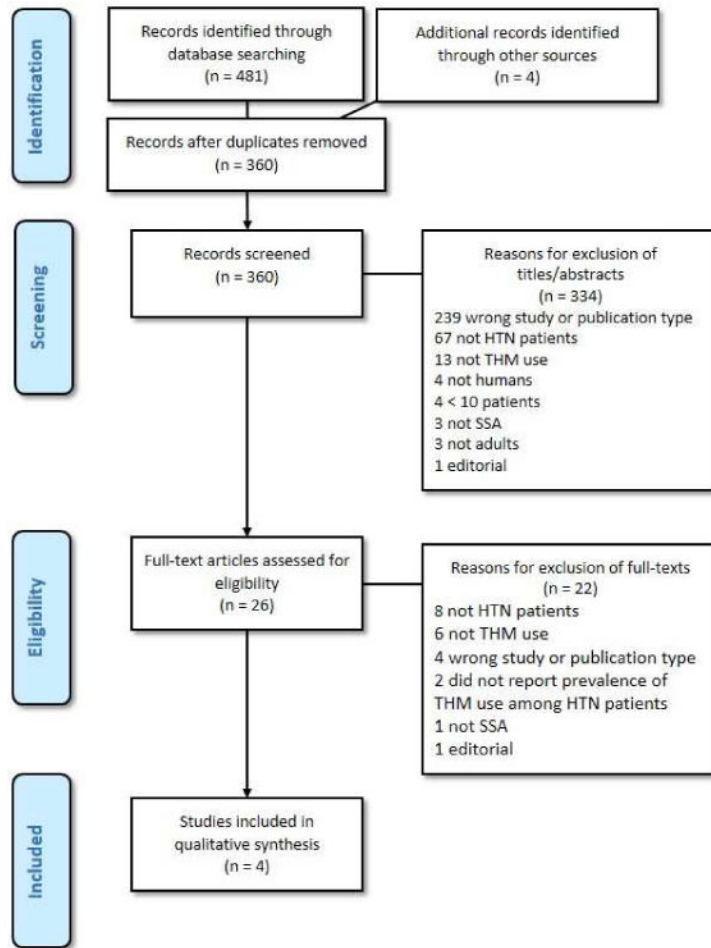 Identification
Records identified through
database searching
(n = 481)
Additional records identified
through other sources
(n = 4)
Records after duplicates removed
(n = 360)
Screening
Records screened
(n = 360)
Reasons for exclusion of
titles/abstracts
(n = 334)
239 wrong study or publication type
67 not HTN patients
13 not THM use
4 not humans
4 < 10 patients
3 not SSA
3 not adults
1 editorial
Eligibility
Full-text articles assessed for
eligibility
(n = 26)
Reasons for exclusion of full-texts
(n = 22)
8 not HTN patients
6 not THM use
4 wrong study or publication type
2 did not report prevalence of
THM use among HTN patients
1 not SSA
1 editorial
Included
Studies included in
qualitative synthesis
(n = 4)